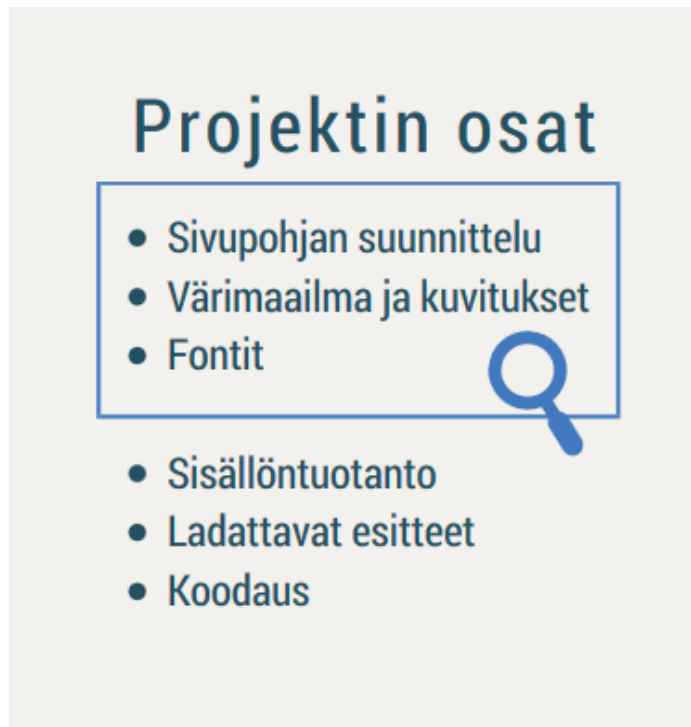 Projektin osat
• Sivupohjan suunnittelu
• Värimaailma ja kuvitukset
• Fontit
• Sisällöntuotanto
• Ladattavat esitteet
• Koodaus